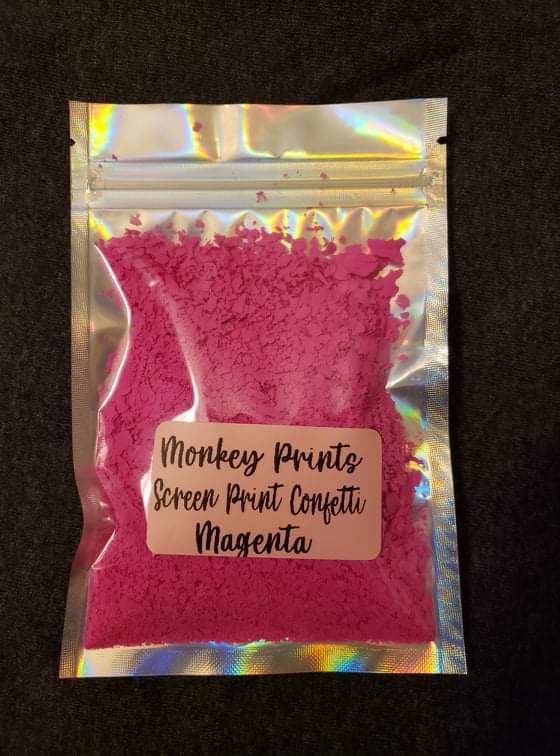 Monkey Prints
Screen Print Confetti
Magenta